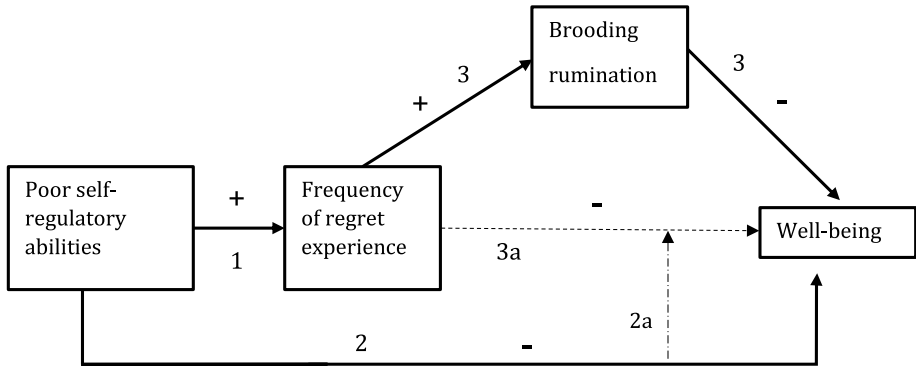 Brooding
rumination
3
+
3
-
Poor self-
regulatory
abilities
+
1
Frequency
of regret
experience
-
3a
Well-being
2a
2
-